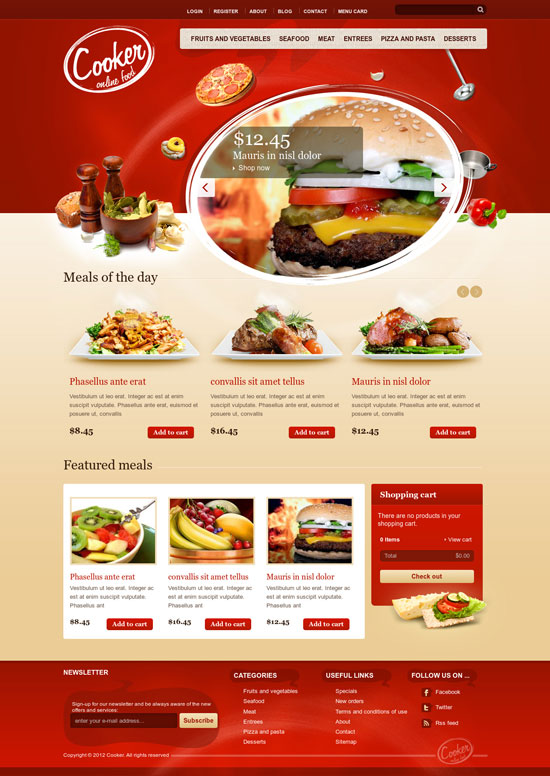 LOGIN REGISTER ABOUT BLOG CONTACT MENU CARD
Cooker
online food
FRUITS AND VEGETABLES SEAFOOD MEAT ENTREES PIZZA AND PASTA DESSERTS
$12.45
Mauris in nisl dolor
Shop now
Meals of the day
Phasellus ante erat
Vestibulum ut leo erat. Integer ac est at enim
suscipit vulputate. Phasellus ante erat, euismod et
posuere ut, convallis
$8.45 Add to cart
convallis sit amet tellus
Vestibulum ut leo erat. Integer ac est at enim
suscipit vulputate. Phasellus ante erat, euismod et
posuere ut, convallis
$16.45 Add to cart
Mauris in nisl dolor
Vestibulum ut leo erat. Integer ac est at enim
suscipit vulputate. Phasellus ante erat, euismod et
posuere ut, convallis
$12.45 Add to cart
Featured meals
Phasellus ante erat
Vestibulum ut leo erat. Integer ac
est at enim suscipit vulputate.
Phasellus ant
$8.45 Add to cart
convallis sit amet tellus
Vestibulum ut leo erat. Integer ac
est at enim suscipit vulputate.
Phasellus ant
$16.45 Add to cart
Mauris in nisl dolor
Vestibulum ut leo erat. Integer ac
est at enim suscipit vulputate.
Phasellus ant
$12.45 Add to cart
Shopping cart
There are no products in your
shopping cart.
0 items + View cart
Total $0.00
Check out
NEWSLETTER
Sign-up for our newsletter and be always aware of the new
offers and services:
enter your e-mail address... Subscribe
CATEGORIES
Fruits and vegetables
Seafood
Meat
Entrees
Pizza and pasta
Desserts
USEFUL LINKS
Specials
New orders
Terms and conditions of use
About
Contact
Sitemap
FOLLOW US ON ...
Facebook
Twitter
Rss feed
Copyright © 2012 Cooker. All rights reserved
Cooker